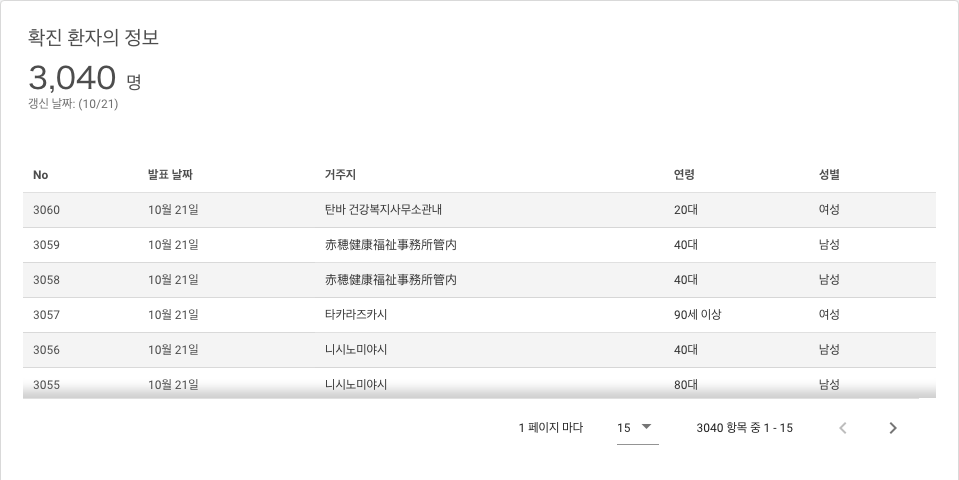 확진 환자의 정보
3,040 명
갱신 날짜: (10/21)
No 발표 날짜 거주지 연령 성별
3060 10월 21일 탄바 건강복지사무소관내 20대 여성
3059 10월 21일 赤穂健康福祉事務所管内 40대 남성
3058 10월 21일 赤穂健康福祉事務所管内 40대 남성
3057 10월 21일 타카라즈카시 90세 이상 여성
3056 10월 21일 니시노미야시 40대 남성
3055 10월 21일 니시노미야시 80대 남성
1 페이지 마다 15 3040 항목 중 1 - 15